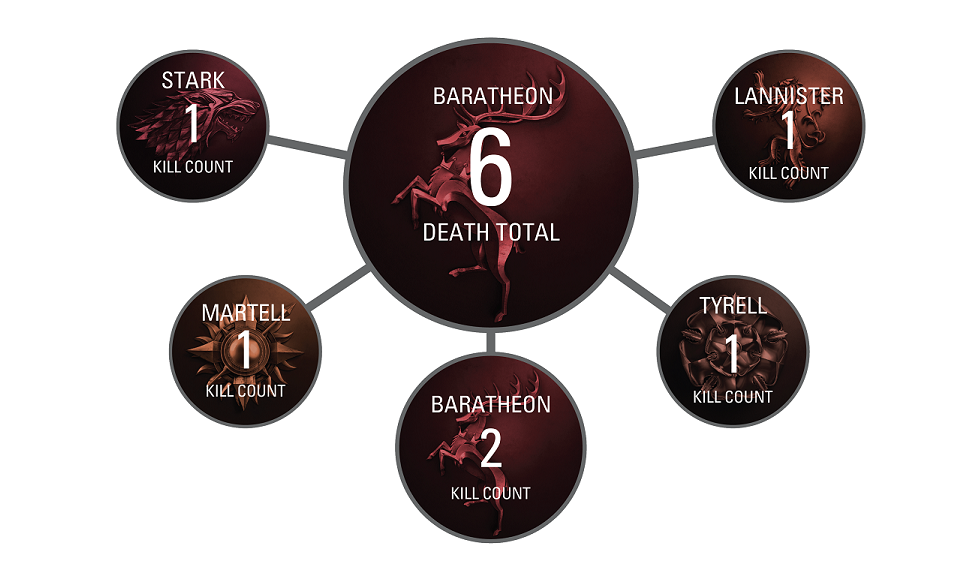 STARK
1
KILL COUNT
BARATHEON
6
DEATH TOTAL
LANNISTER
1
KILL COUNT
MARTELL
1
KILL COUNT
BARATHEON
2
KILL COUNT
TYRELL
1
KILL COUNT